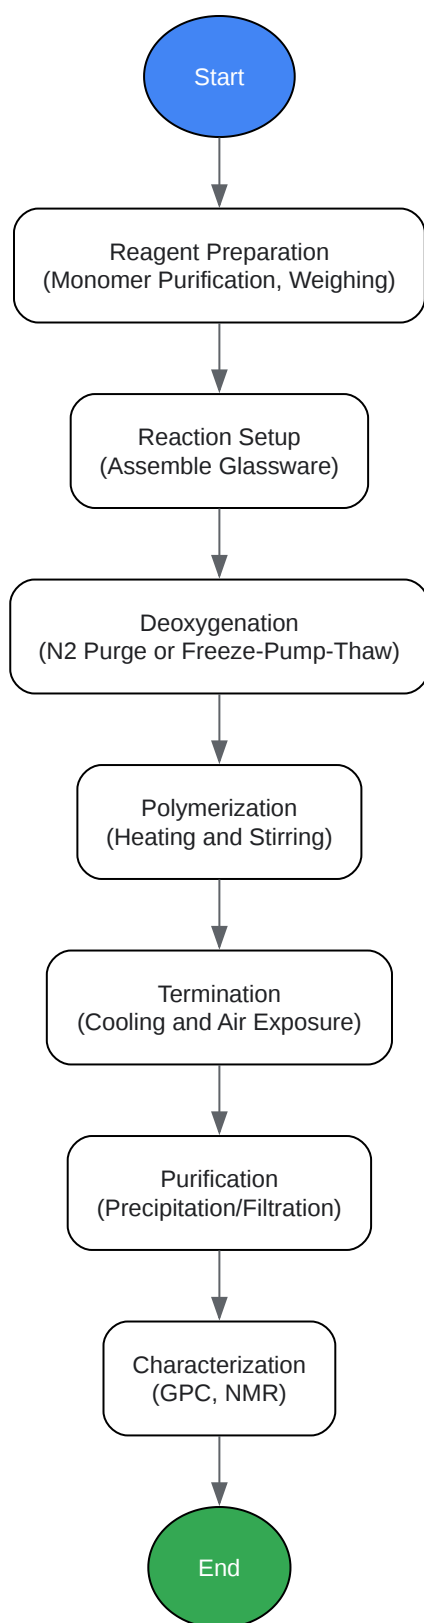 Start
Reagent Preparation
(Monomer Purification, Weighing)
Reaction Setup
(Assemble Glassware)
Deoxygenation
(N2 Purge or Freeze-Pump-Thaw)
Polymerization
(Heating and Stirring)
Termination
(Cooling and Air Exposure)
Purification
(Precipitation/Filtration)
Characterization
(GPC, NMR)
End